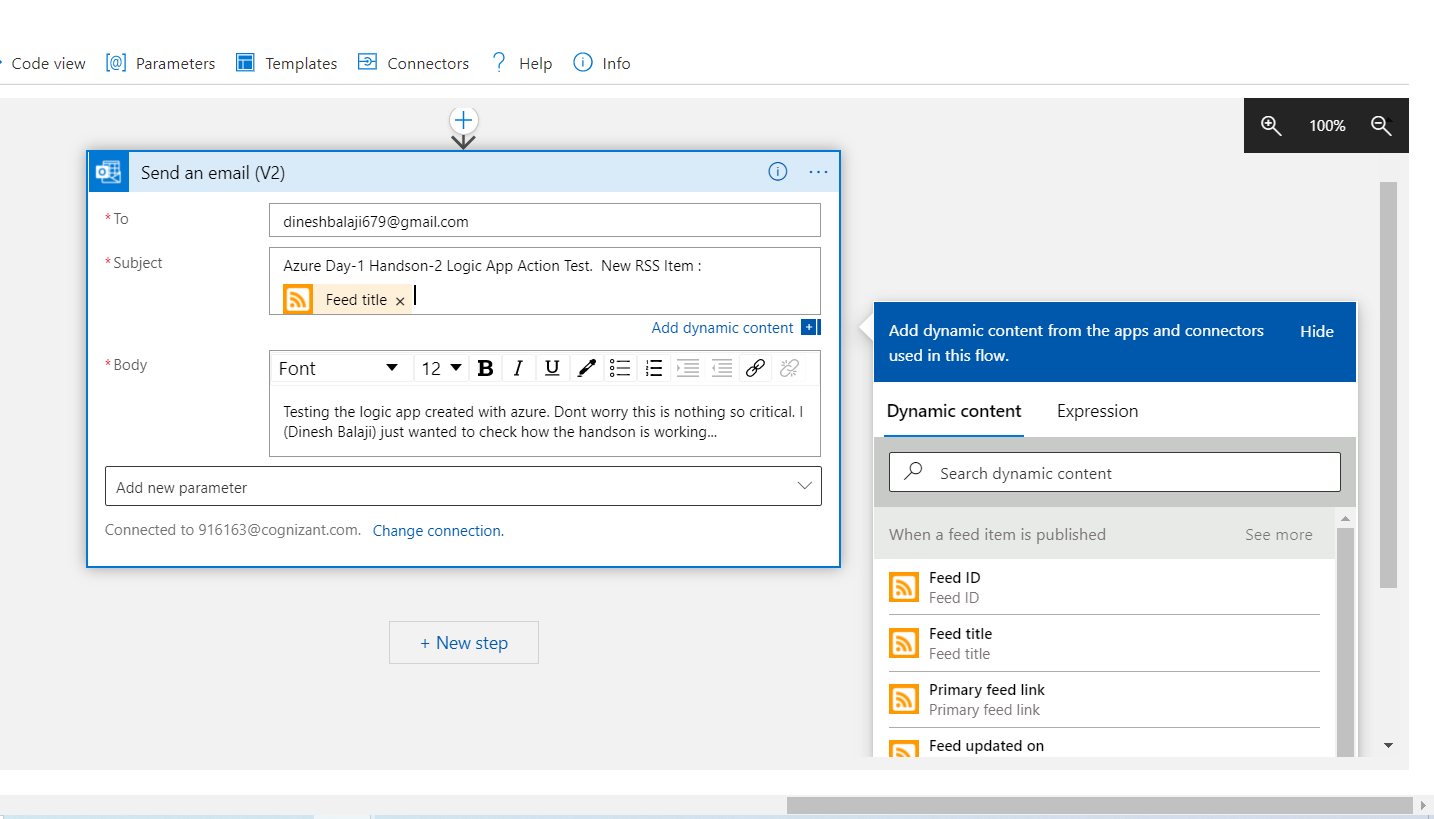 Code view [@] Parameters Templates Connectors ? Help Info
100%
Send an email (V2)
* To
dineshbalaji679@gmail.com
* Subject
Azure Day-1 Handson-2 Logic App Action Test. New RSS Item :
Feed title ×
Add dynamic content
* Body
Font 12 B I U
Testing the logic app created with azure. Dont worry this is nothing so critical. I
(Dinesh Balaji) just wanted to check how the handson is working...
Add new parameter
Connected to 916163@cognizant.com. Change connection.
+ New step
Add dynamic content from the apps and connectors
used in this flow.
Hide
Dynamic content Expression
Search dynamic content
When a feed item is published See more
Feed ID
Feed ID
Feed title
Feed title
Primary feed link
Primary feed link
Feed updated on